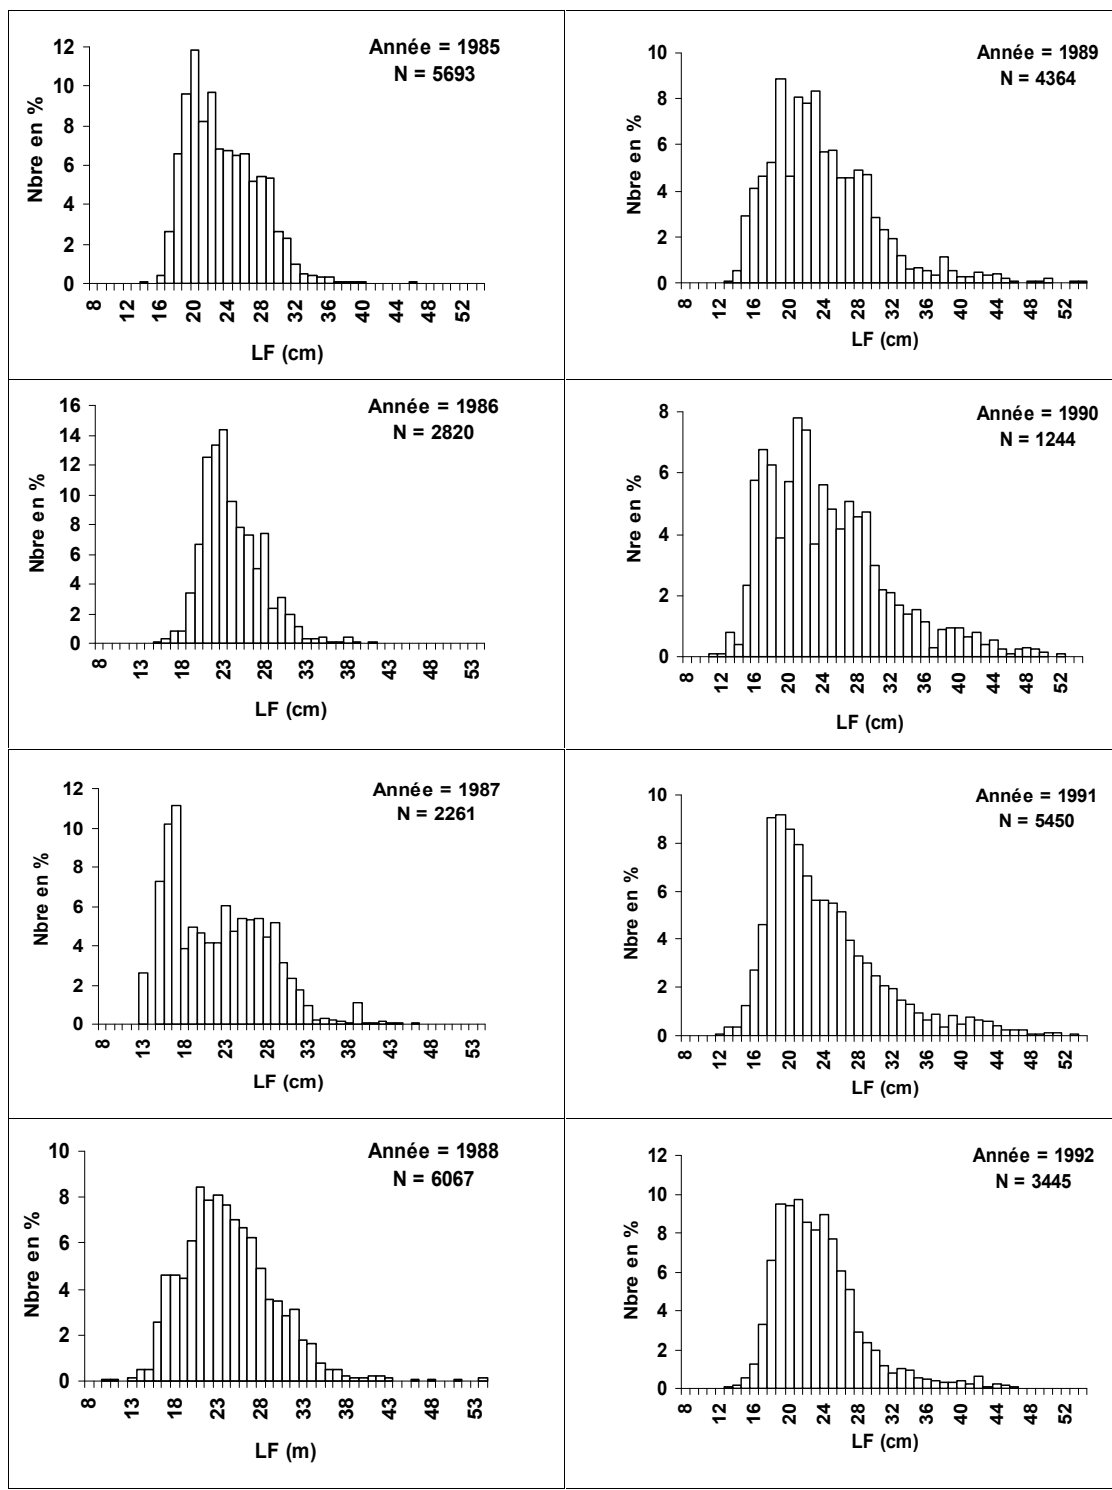 Année = 1985
N = 5693
Nbre en %
12
10
8
6
4
2
0
8 12 16 20 24 28 32 36 40 44 48 52
LF (cm)
Année = 1989
N = 4364
Nbre en %
10
8
6
4
2
0
8 12 16 20 24 28 32 36 40 44 48 52
LF (cm)
Année = 1986
N = 2820
Nbre en %
16
14
12
10
8
6
4
2
0
8 13 18 23 28 33 38 43 48 53
LF (cm)
Année = 1990
N = 1244
Nre en %
8
6
4
2
0
8 12 16 20 24 28 32 36 40 44 48 52
LF (cm)
Année = 1987
N = 2261
Nbre en %
12
10
8
6
4
2
0
8 13 18 23 28 33 38 43 48 53
LF (cm)
Année = 1991
N = 5450
Nbre en %
10
8
6
4
2
0
8 12 16 20 24 28 32 36 40 44 48 52
LF (cm)
Année = 1988
N = 6067
Nbre en %
10
8
6
4
2
0
8 13 18 23 28 33 38 43 48 53
LF (m)
Année = 1992
N = 3445
Nbre en %
12
10
8
6
4
2
0
8 12 16 20 24 28 32 36 40 44 48 52
LF (cm)